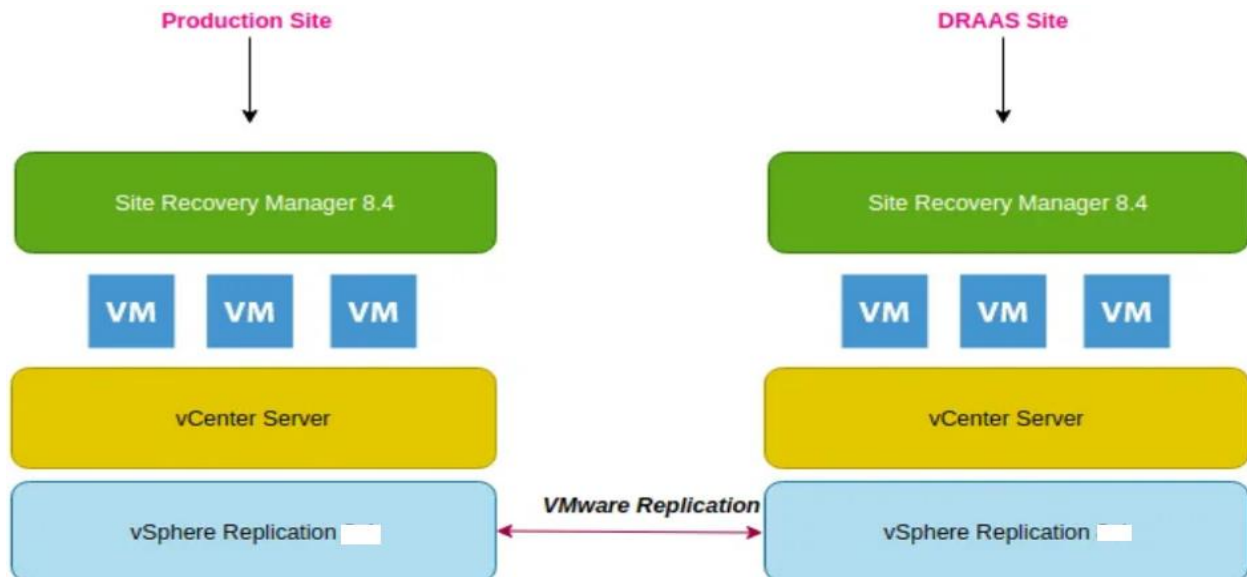 Production Site
DRAAS Site
Site Recovery Manager 8.4
Site Recovery Manager 8.4
VM VM VM
VM VM VM
vCenter Server
vCenter Server
VMware Replication
vSphere Replication
vSphere Replication